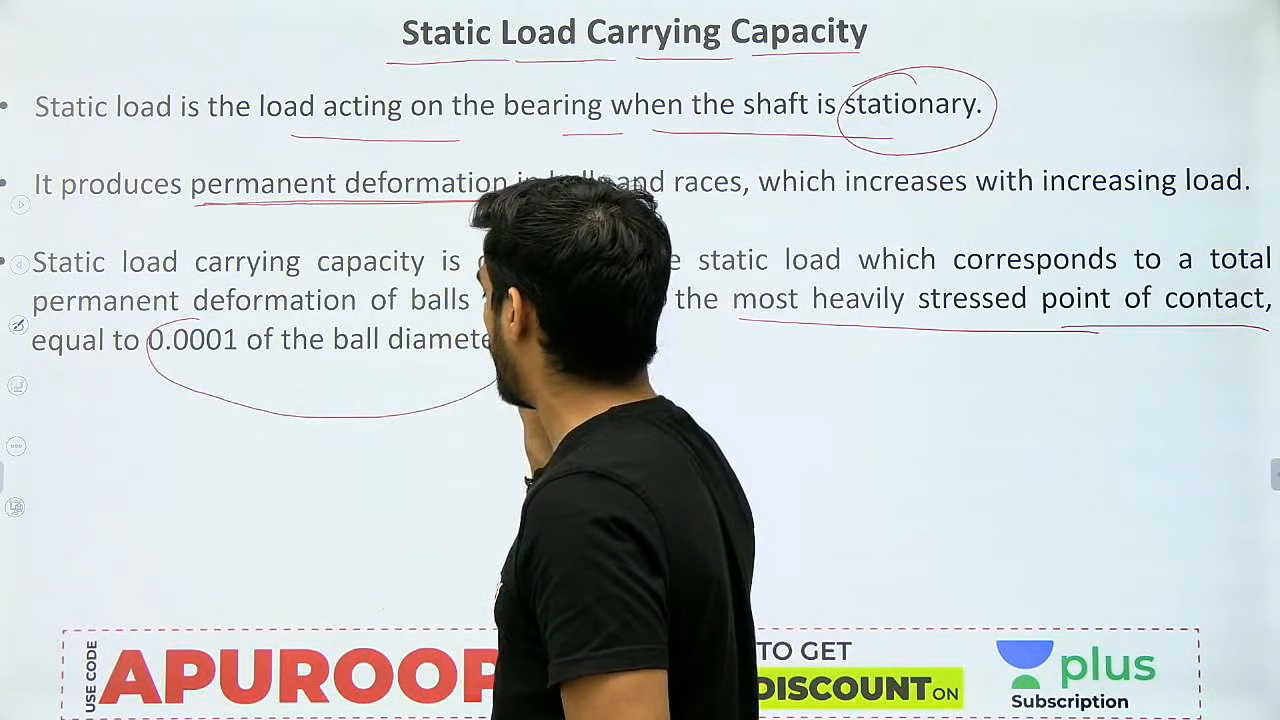 Static Load Carrying Capacity
• Static load is the load acting on the bearing when the shaft is stationary.
• It produces permanent deformation in balls and races, which increases with increasing load.
• Static load carrying capacity is static load which corresponds to a total
permanent deformation of balls the most heavily stressed point of contact,
equal to 0.0001 of the ball diamete
USE CODE
APUROOP
TO GET
DISCOUNT ON
plus
Subscription